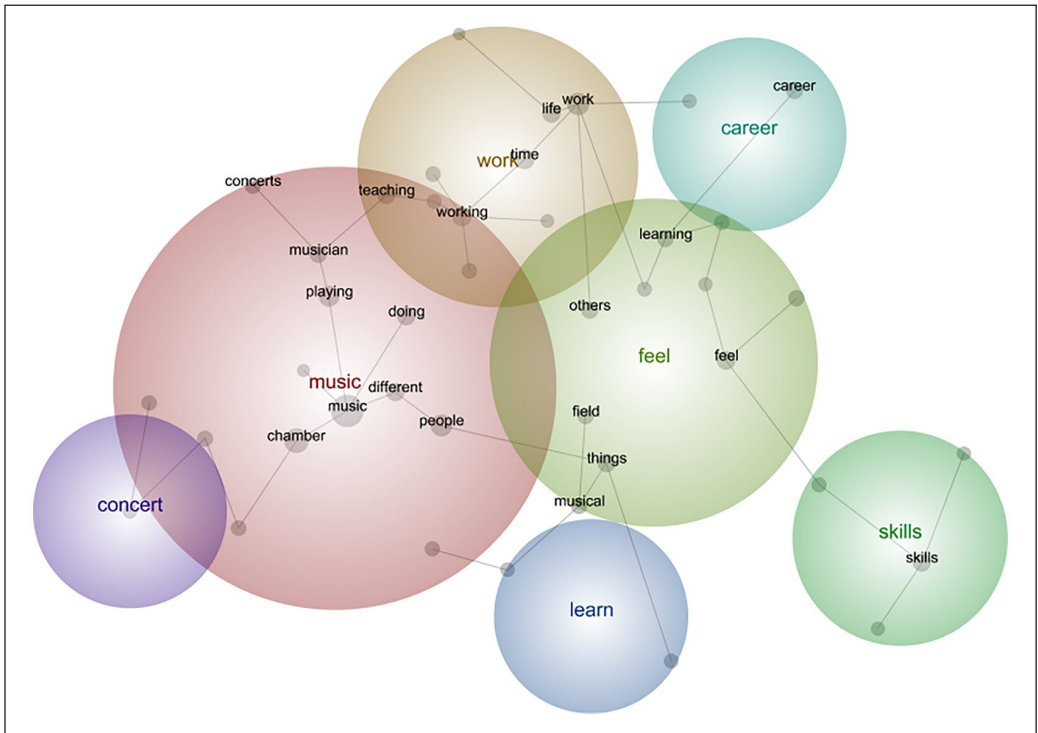 career
life
work
career
work
time
concerts
teaching
working
learning
musician
playing
doing
others
feel
feel
music
different
music
field
people
chamber
things
concert
musical
skills
skills
learn